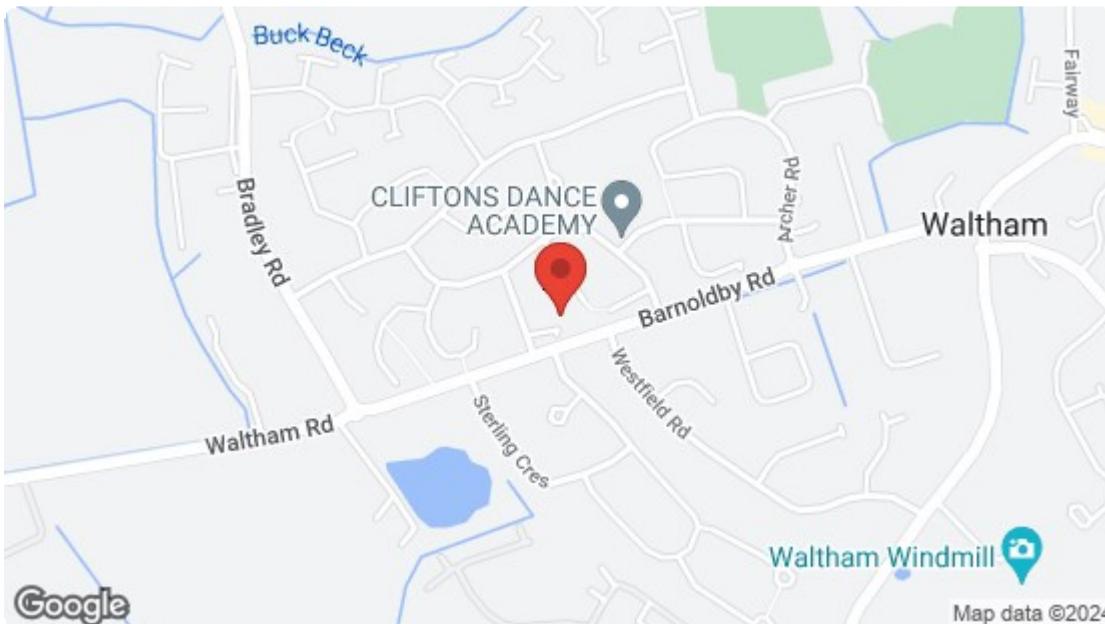 Buck Beck
Fairway
CLIFTONS DANCE
ACADEMY
Archer Rd
Bradley Rd
Waltham
Barnoldby Rd
Westfield Rd
Sterling Cres
Waltham Rd
Waltham Windmill
Google
Map data ©2024